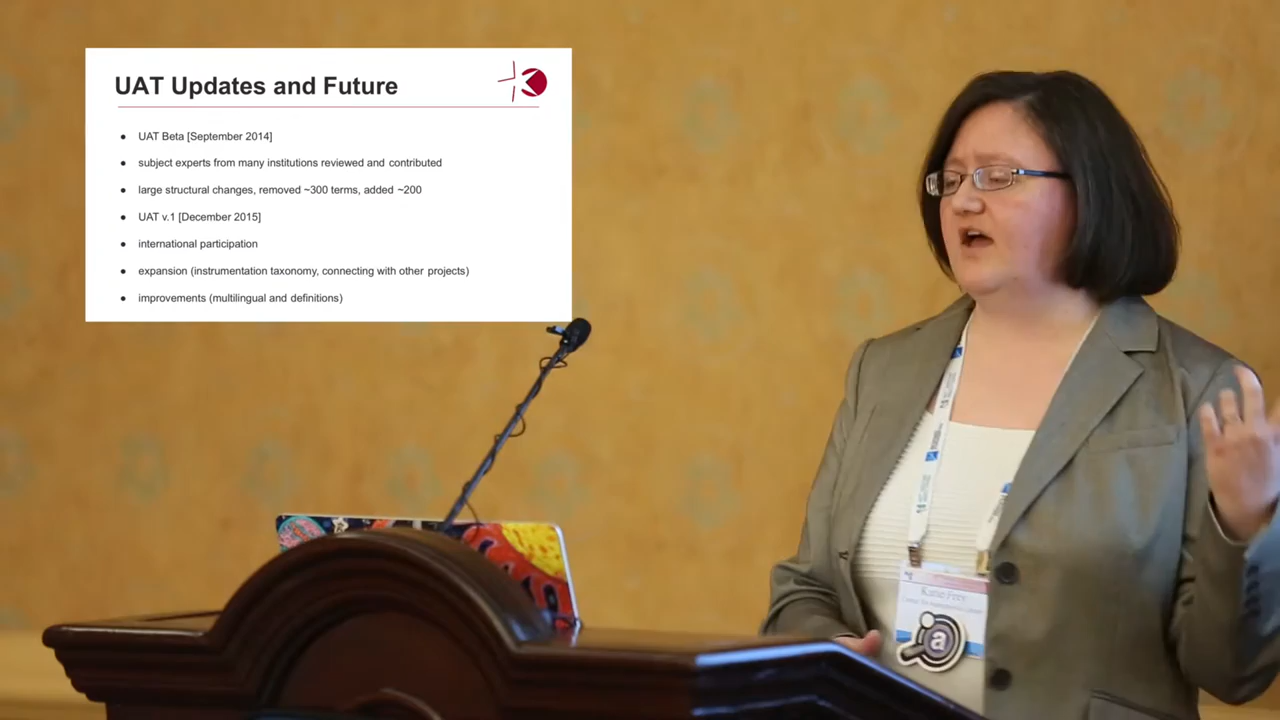 UAT Updates and Future
● UAT Beta [September 2014]
● subject experts from many institutions reviewed and contributed
● large structural changes, removed ~300 terms, added ~200
● UAT v.1 [December 2015]
● international participation
● expansion (instrumentation taxonomy, connecting with other projects)
● improvements (multilingual and definitions)
Katie Frey
a